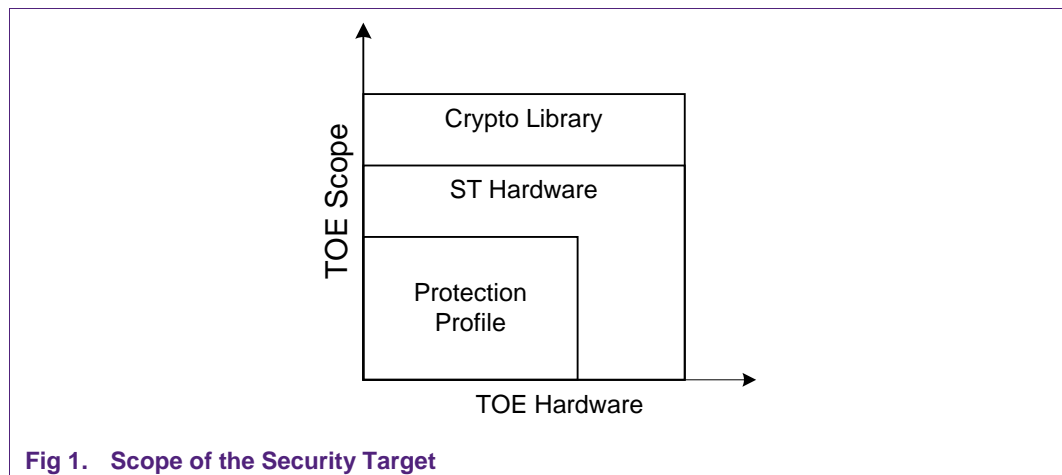 Crypto Library
ST Hardware
Protection
Profile
TOE Scope
TOE Hardware
Fig 1. Scope of the Security Target